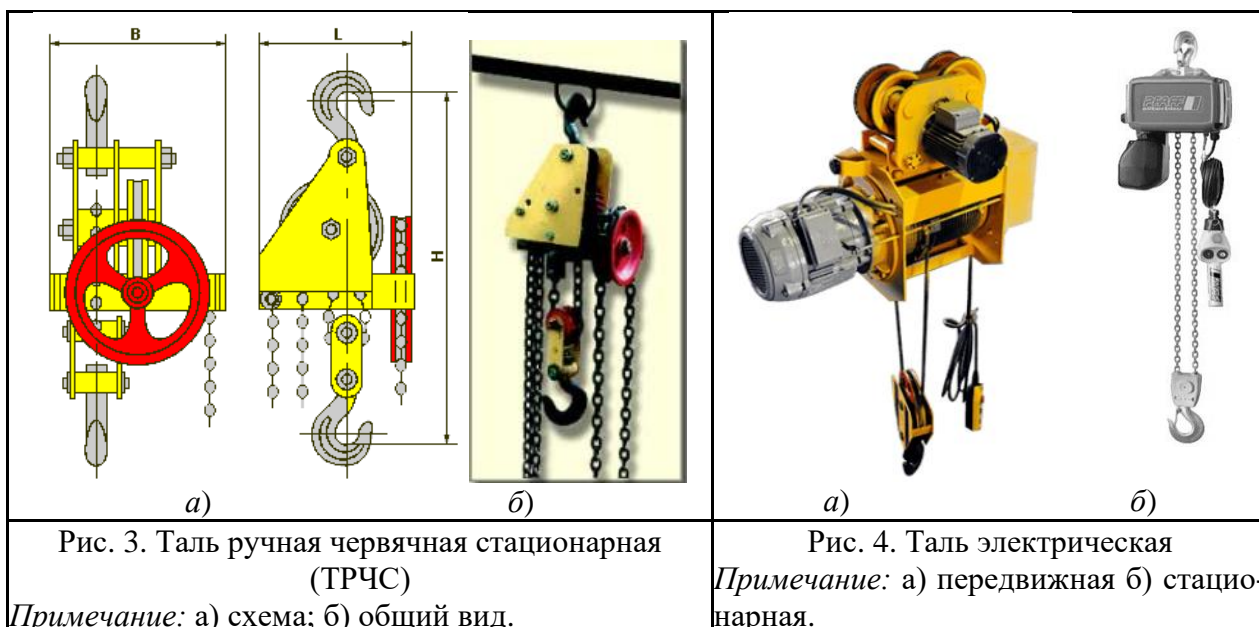 B
L
H
PFAFF
а)
б)
а)
б)
Рис. 3. Таль ручная червячная стационарная
(ТРЧС)
Примечание: а) схема; б) общий вид.
Рис. 4. Таль электрическая
Примечание: а) передвижная б) стацио-
нарная.